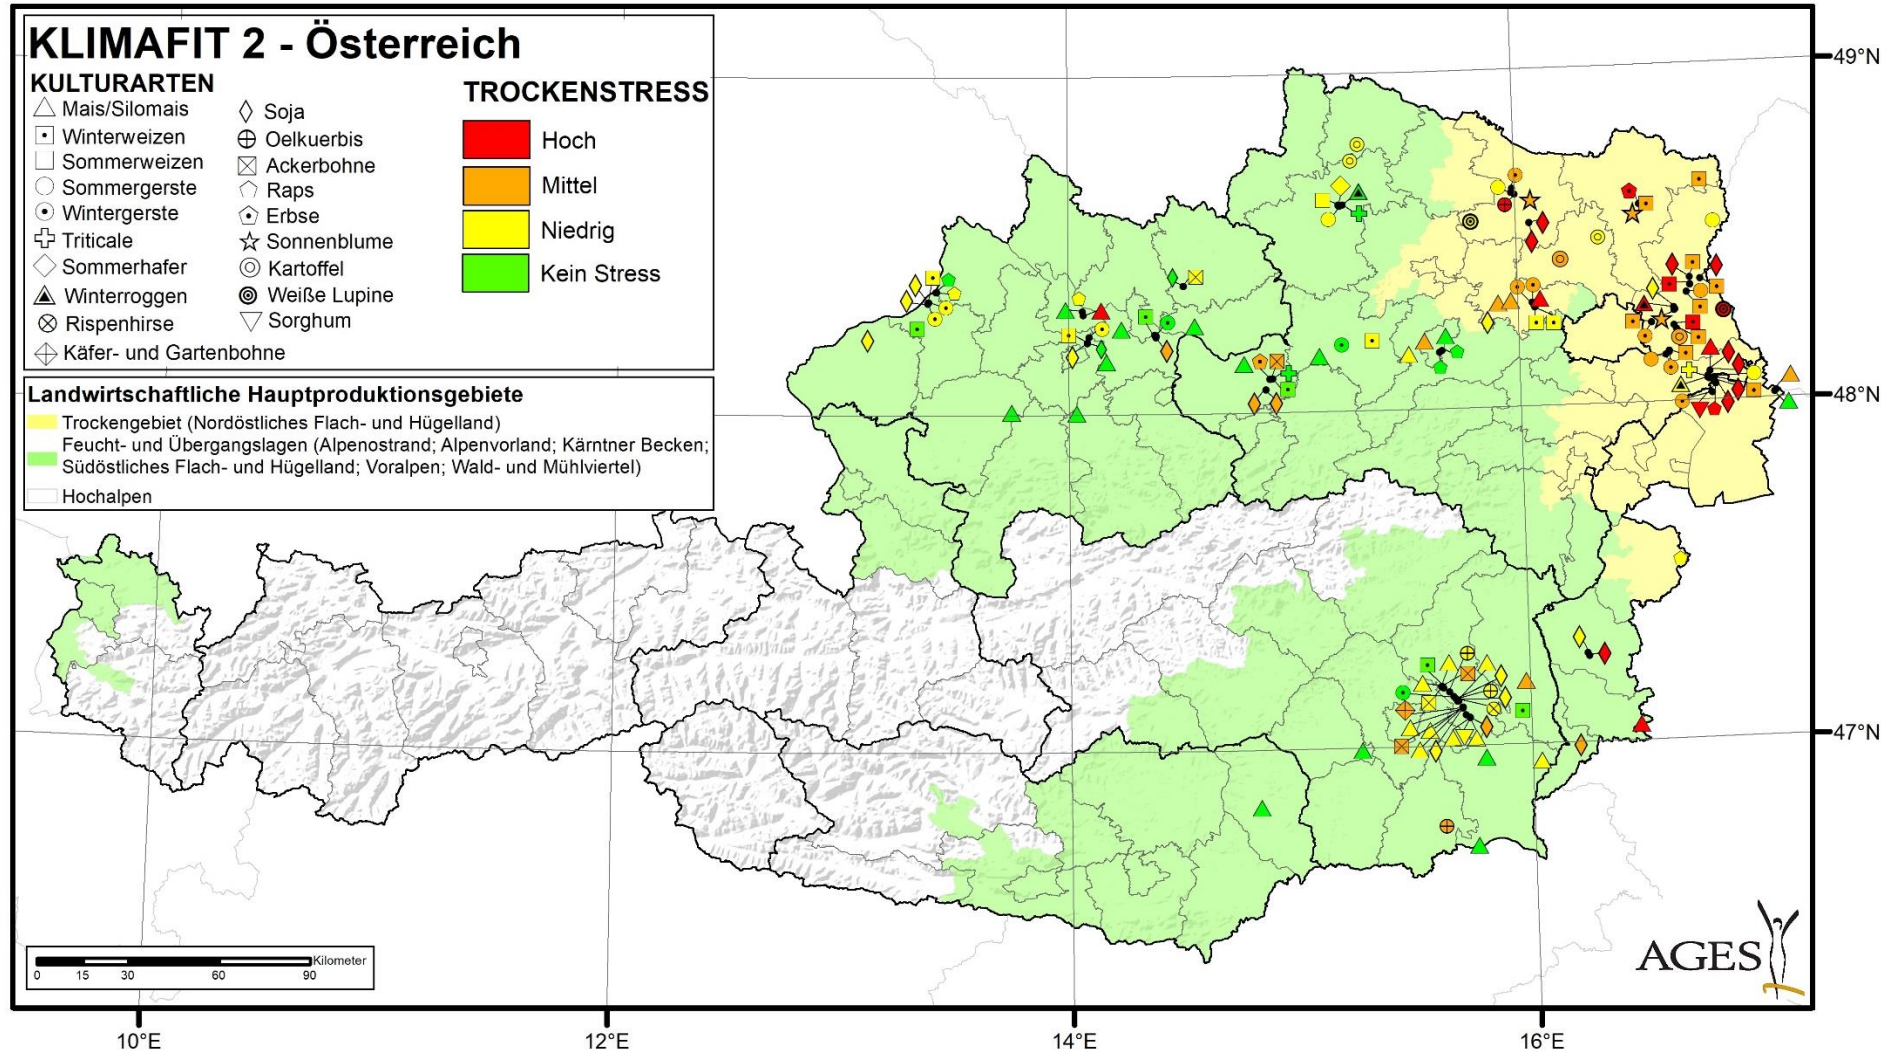 KLIMAFIT 2 - Österreich
KULTURARTEN
Mais/Silomais
Winterweizen
Sommerweizen
Sommergerste
Wintergerste
Triticale
Sommerhafer
Winterroggen
Rispenhirse
Käfer- und Gartenbohne
Soja
Oelkuerbis
Ackerbohne
Raps
Erbse
Sonnenblume
Kartoffel
Weiße Lupine
Sorghum
TROCKENSTRESS
Hoch
Mittel
Niedrig
Kein Stress
Landwirtschaftliche Hauptproduktionsgebiete
Trockengebiet (Nordöstliches Flach- und Hügelland)
Feucht- und Übergangslagen (Alpenostrand; Alpenvorland; Kärntner Becken;
Südöstliches Flach- und Hügelland; Voralpen; Wald- und Mühlviertel)
Hochalpen
49°N
48°N
47°N
Kilometer
0 15 30 60 90
AGES
10°E 12°E 14°E 16°E